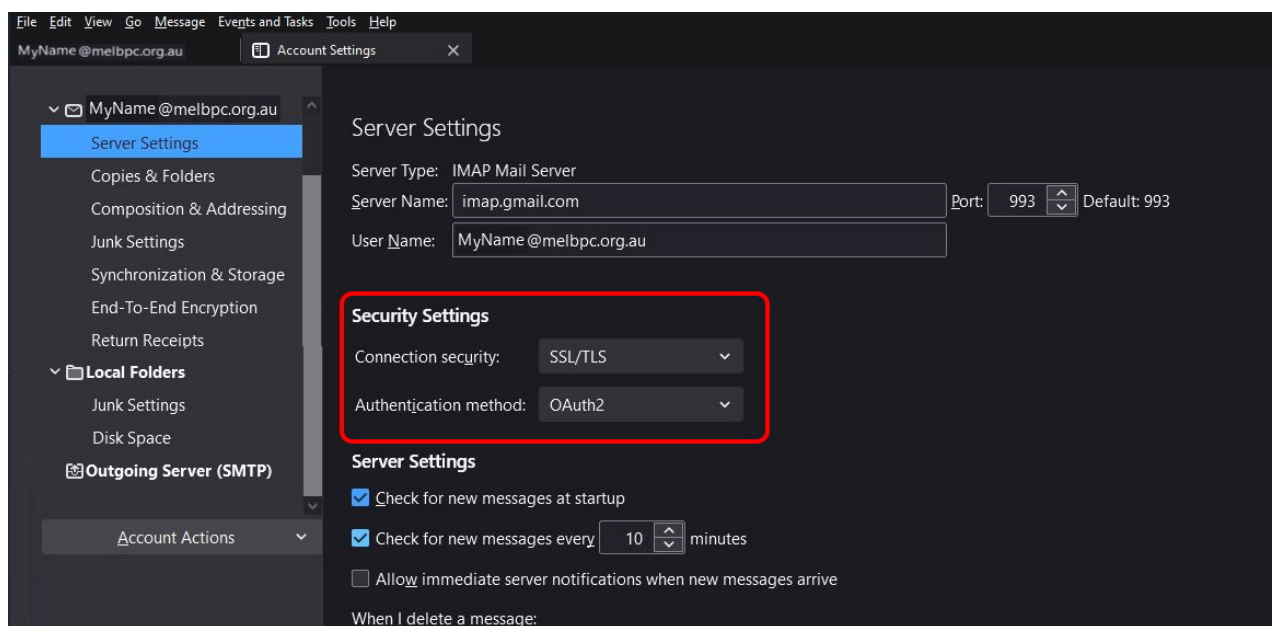 File Edit View Go Message Events and Tasks Tools Help
MyName@melbpc.org.au Account Settings
MyName@melbpc.org.au
Server Settings
Copies & Folders
Composition & Addressing
Junk Settings
Synchronization & Storage
End-To-End Encryption
Return Receipts
Local Folders
Junk Settings
Disk Space
Outgoing Server (SMTP)
Account Actions
Server Settings
Server Type: IMAP Mail Server
Server Name: imap.gmail.com Port: 993 Default: 993
User Name: MyName@melbpc.org.au
Security Settings
Connection security: SSL/TLS
Authentication method: OAuth2
Server Settings
Check for new messages at startup
Check for new messages every 10 minutes
Allow immediate server notifications when new messages arrive
When I delete a message: